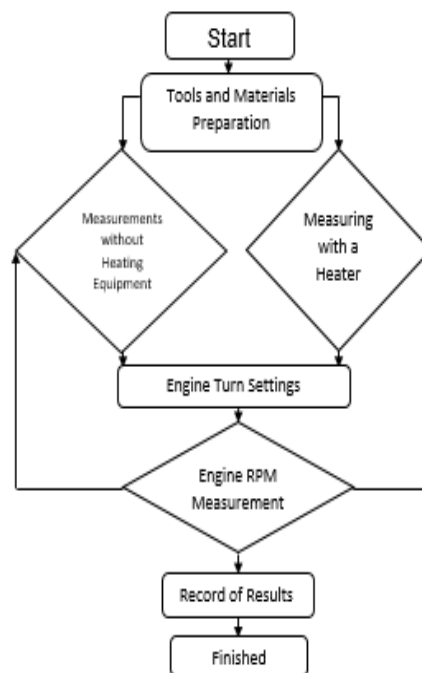 Start
Tools and Materials
Preparation
Measurements
without
Heating
Equipment
Measuring
with a
Heater
Engine Turn Settings
Engine RPM
Measurement
Record of Results
Finished